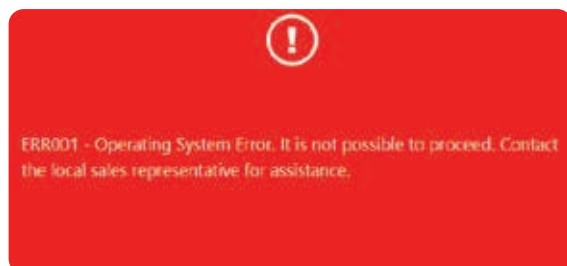 ERR001 - Operating System Error. It is not possible to proceed. Contact
the local sales representative for assistance.